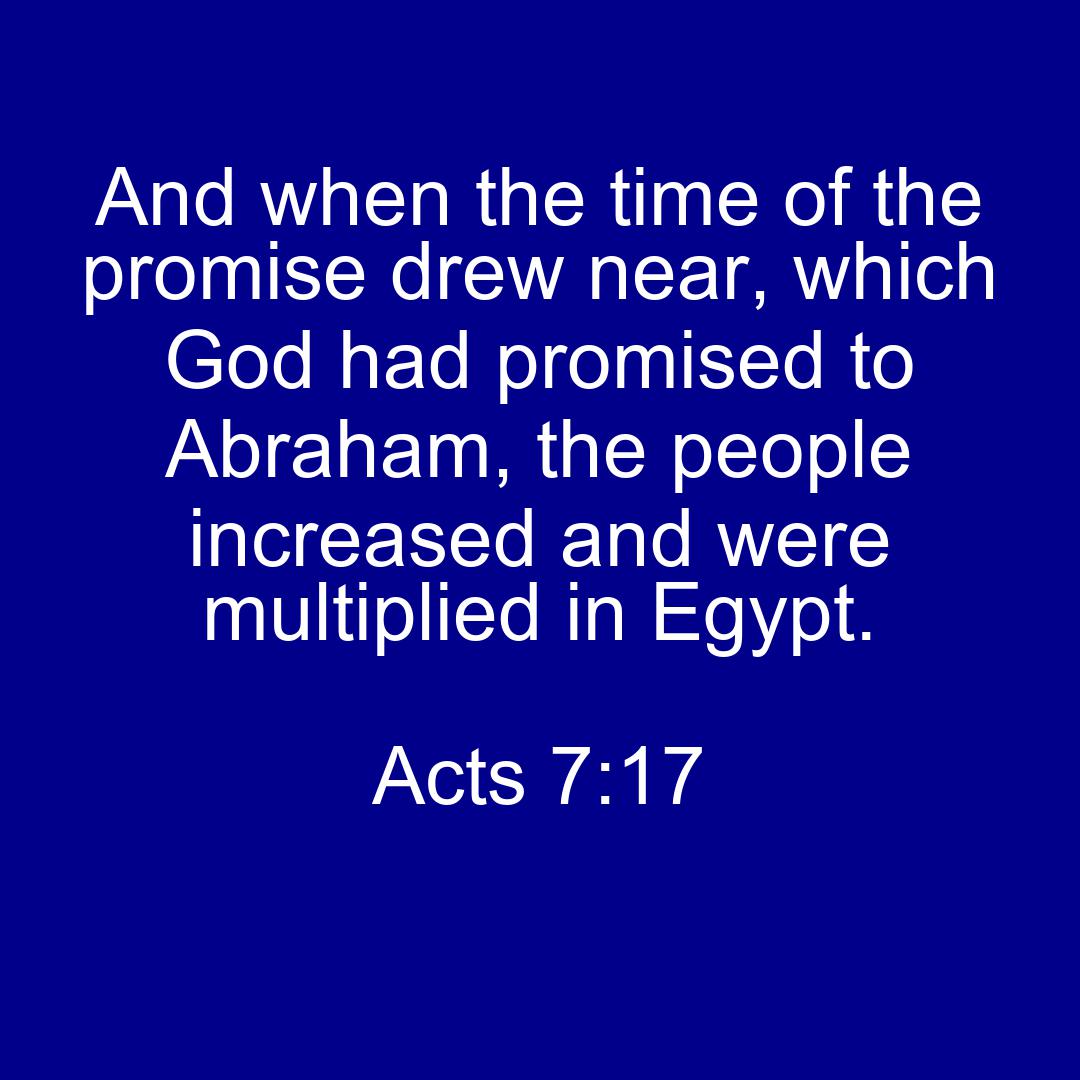 And when the time of the
promise drew near, which
God had promised to
Abraham, the people
increased and were
multiplied in Egypt.
Acts 7:17